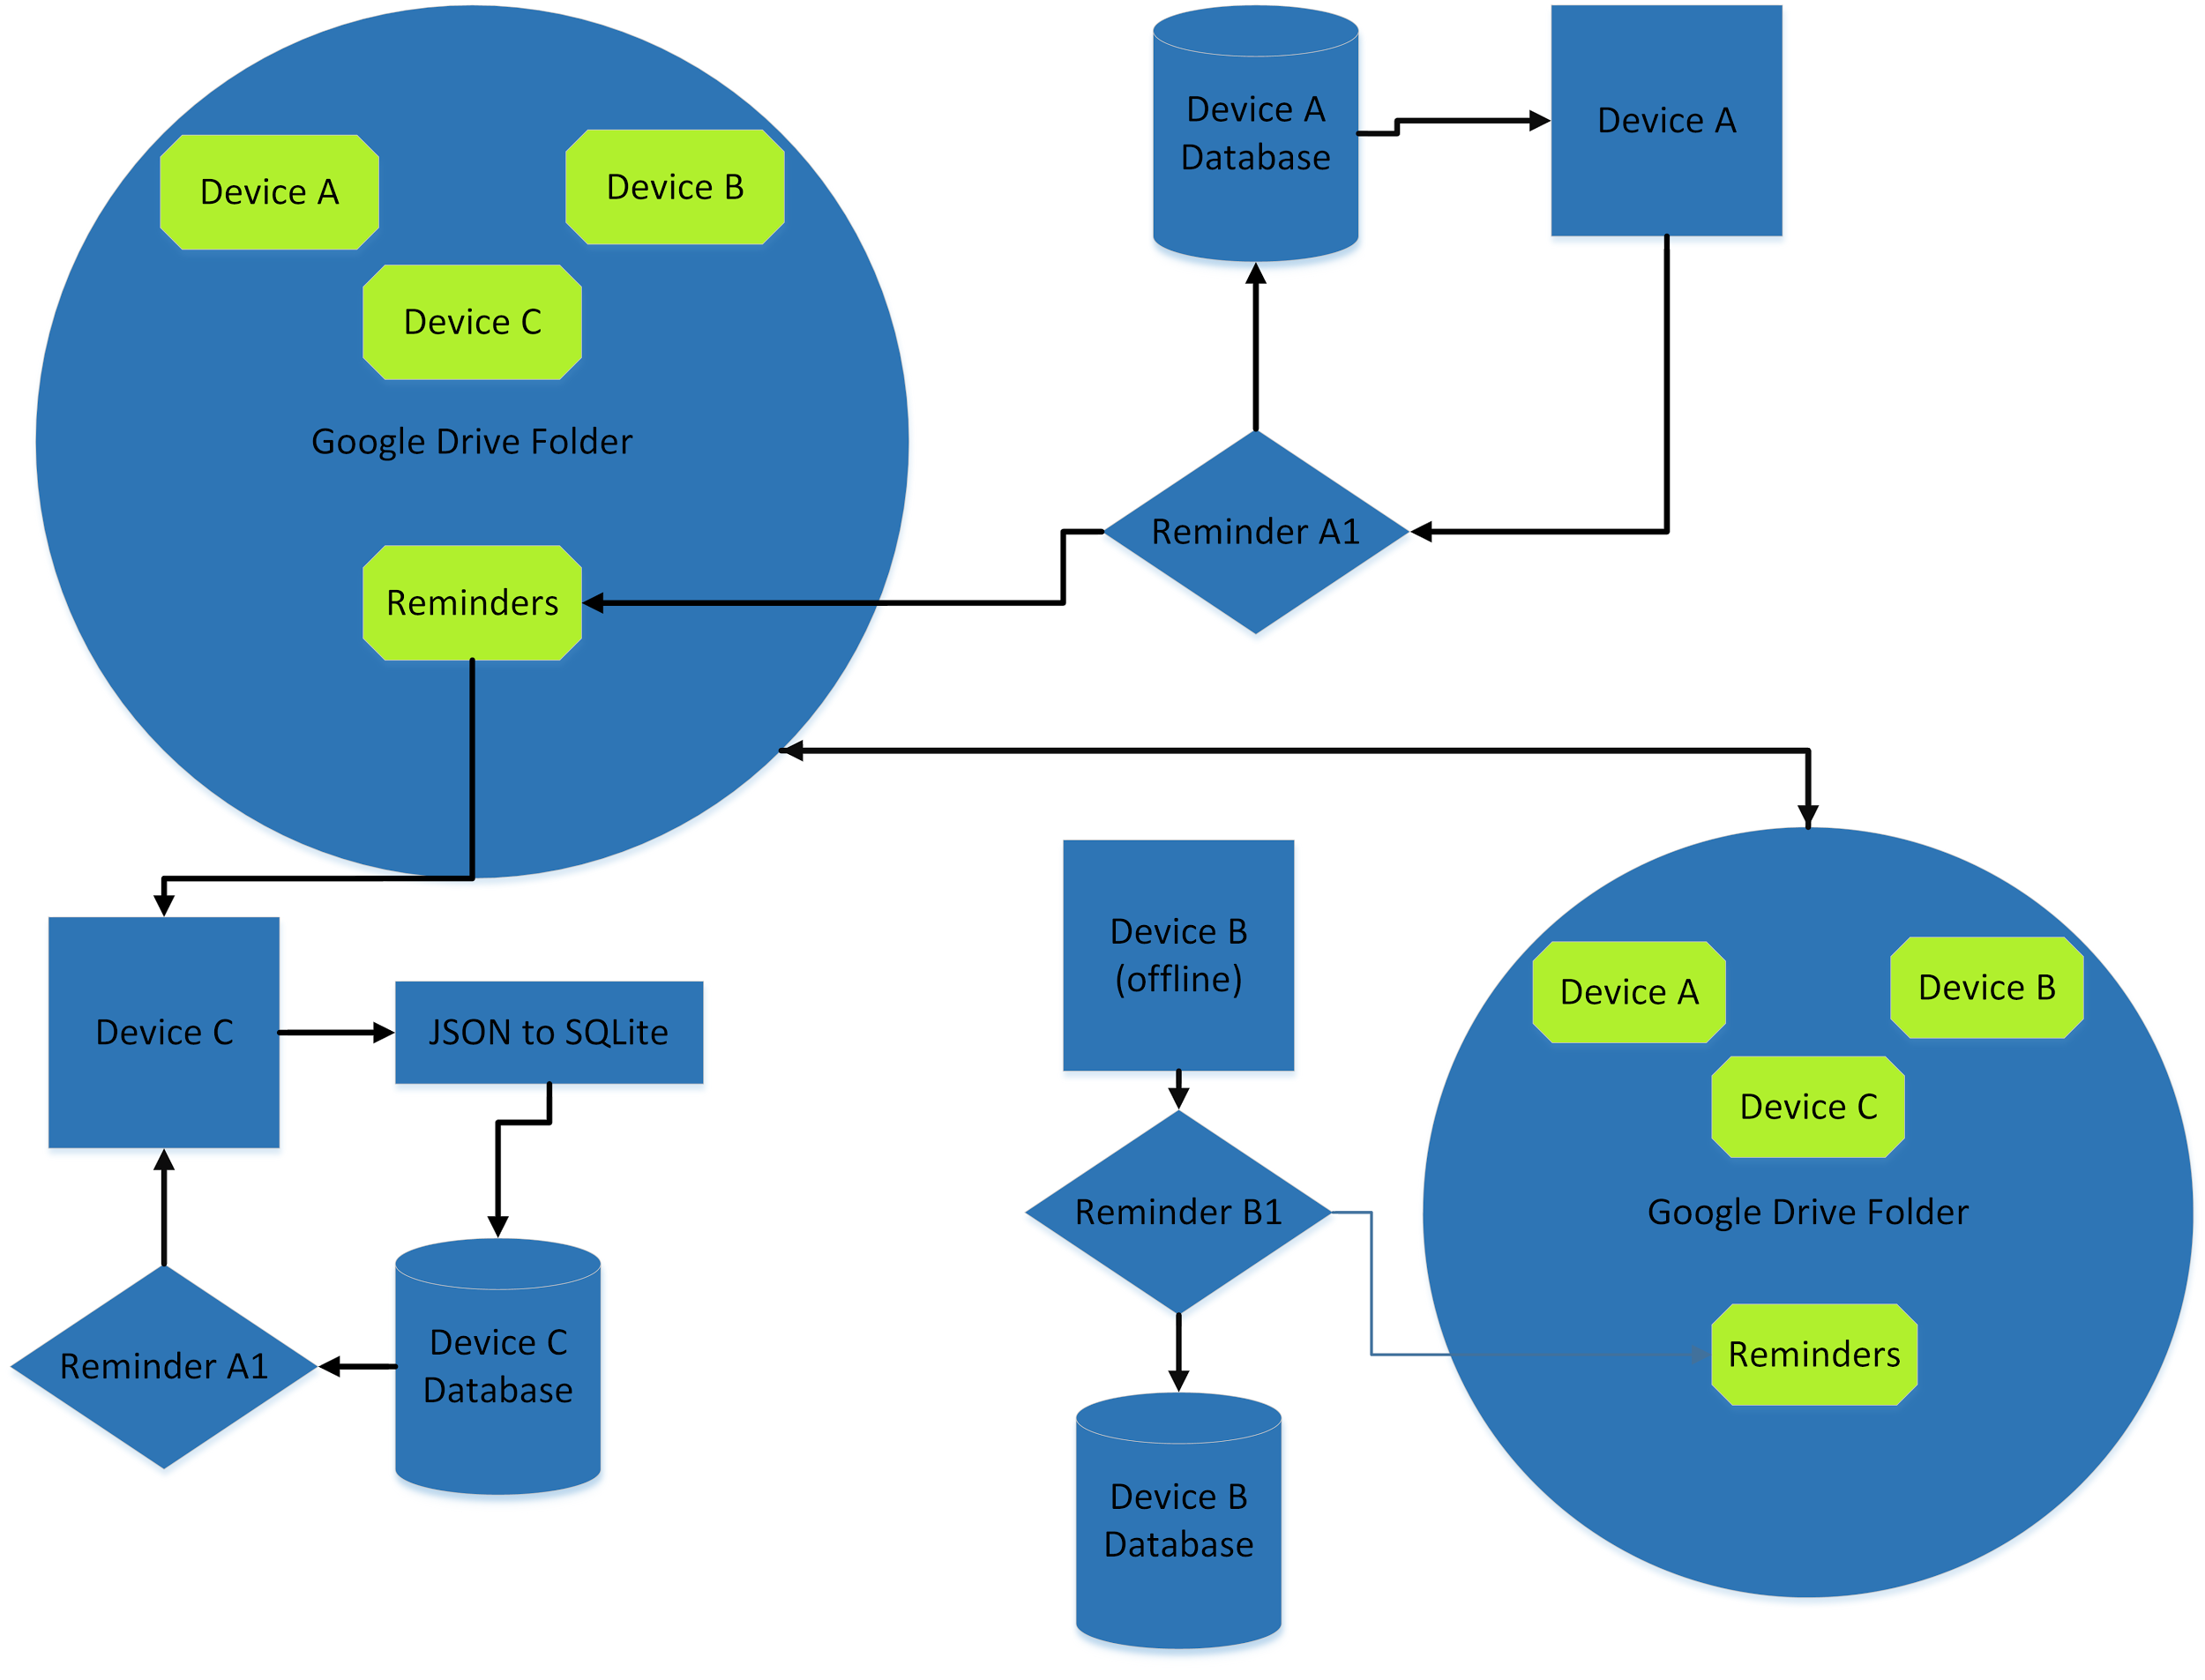 Device A
Device B
Device C
Google Drive Folder
Reminders
Device A
Database
Device A
Reminder A1
Device C
JSON to SQLite
Reminder A1
Device C
Database
Device B
(offline)
Reminder B1
Device B
Database
Device A
Device B
Device C
Google Drive Folder
Reminders